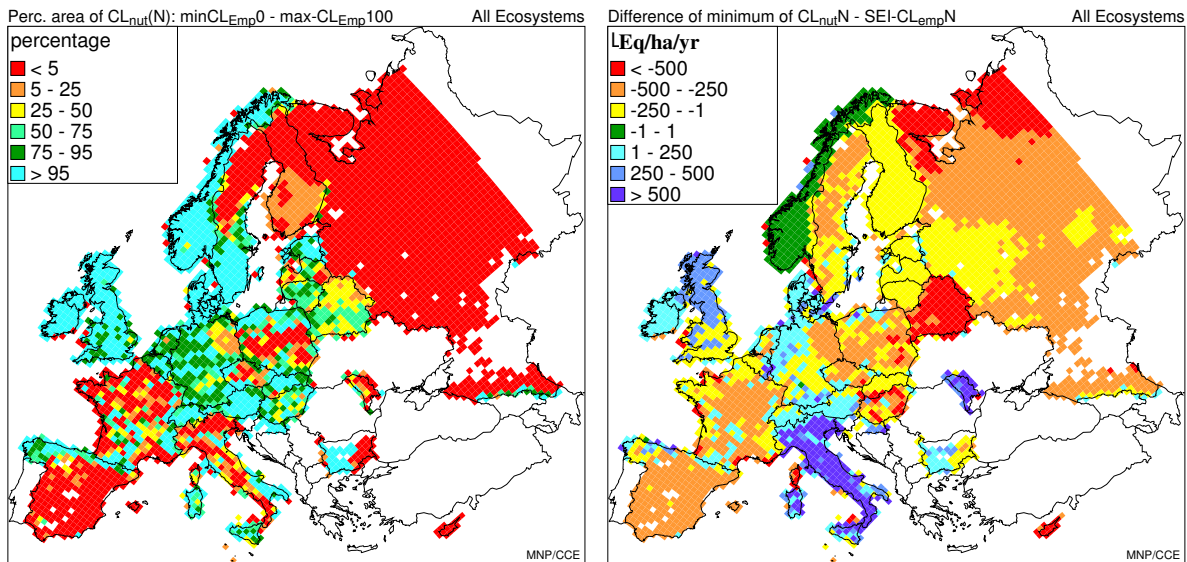 Perc. area of CLnut(N): minCLEmp0 - max-CLEmp100
All Ecosystems
percentage
< 5
5 - 25
25 - 50
50 - 75
75 - 95
> 95
MNP/CCE
Difference of minimum of CLnutN - SEI-CLempN
All Ecosystems
Eq/ha/yr
< -500
-500 - -250
-250 - -1
-1 - 1
1 - 250
250 - 500
> 500
MNP/CCE